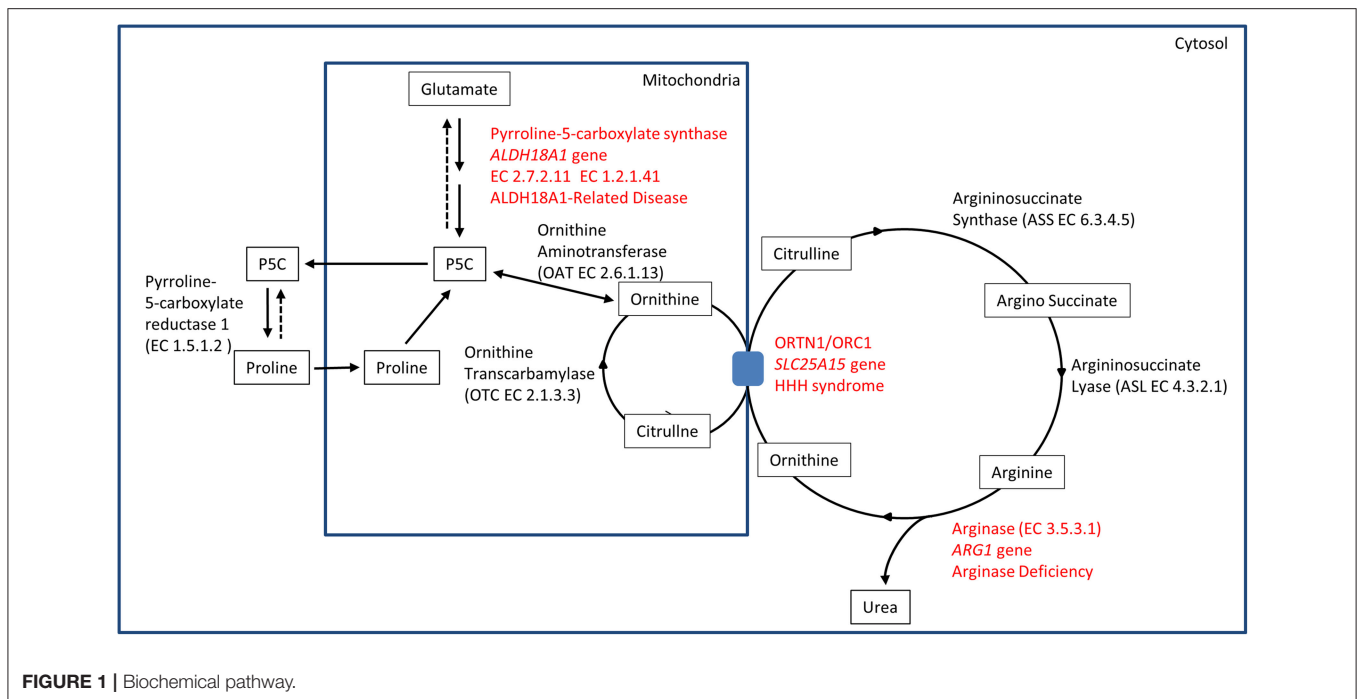 Cytosol
Mitochondria
Glutamate
Pyrroline-5-carboxylate synthase
ALDH18A1 gene
EC 2.7.2.11 EC 1.2.1.41
ALDH18A1-Related Disease
Ornithine
Aminotransferase
(OAT EC 2.6.1.13)
P5C
P5C
Pyrroline-
5-carboxylate
reductase 1
(EC 1.5.1.2 )
Proline
Proline
Ornithine
Ornithine
Transcarbamylase
(OTC EC 2.1.3.3)
Citrullne
Citrulline
Argininosuccinate
Synthase (ASS EC 6.3.4.5)
Argino Succinate
ORTN1/ORC1
SLC25A15 gene
HHH syndrome
Argininosuccinate
Lyase (ASL EC 4.3.2.1)
Ornithine
Arginine
Arginase (EC 3.5.3.1)
ARG1 gene
Arginase Deficiency
Urea
FIGURE 1 | Biochemical pathway.